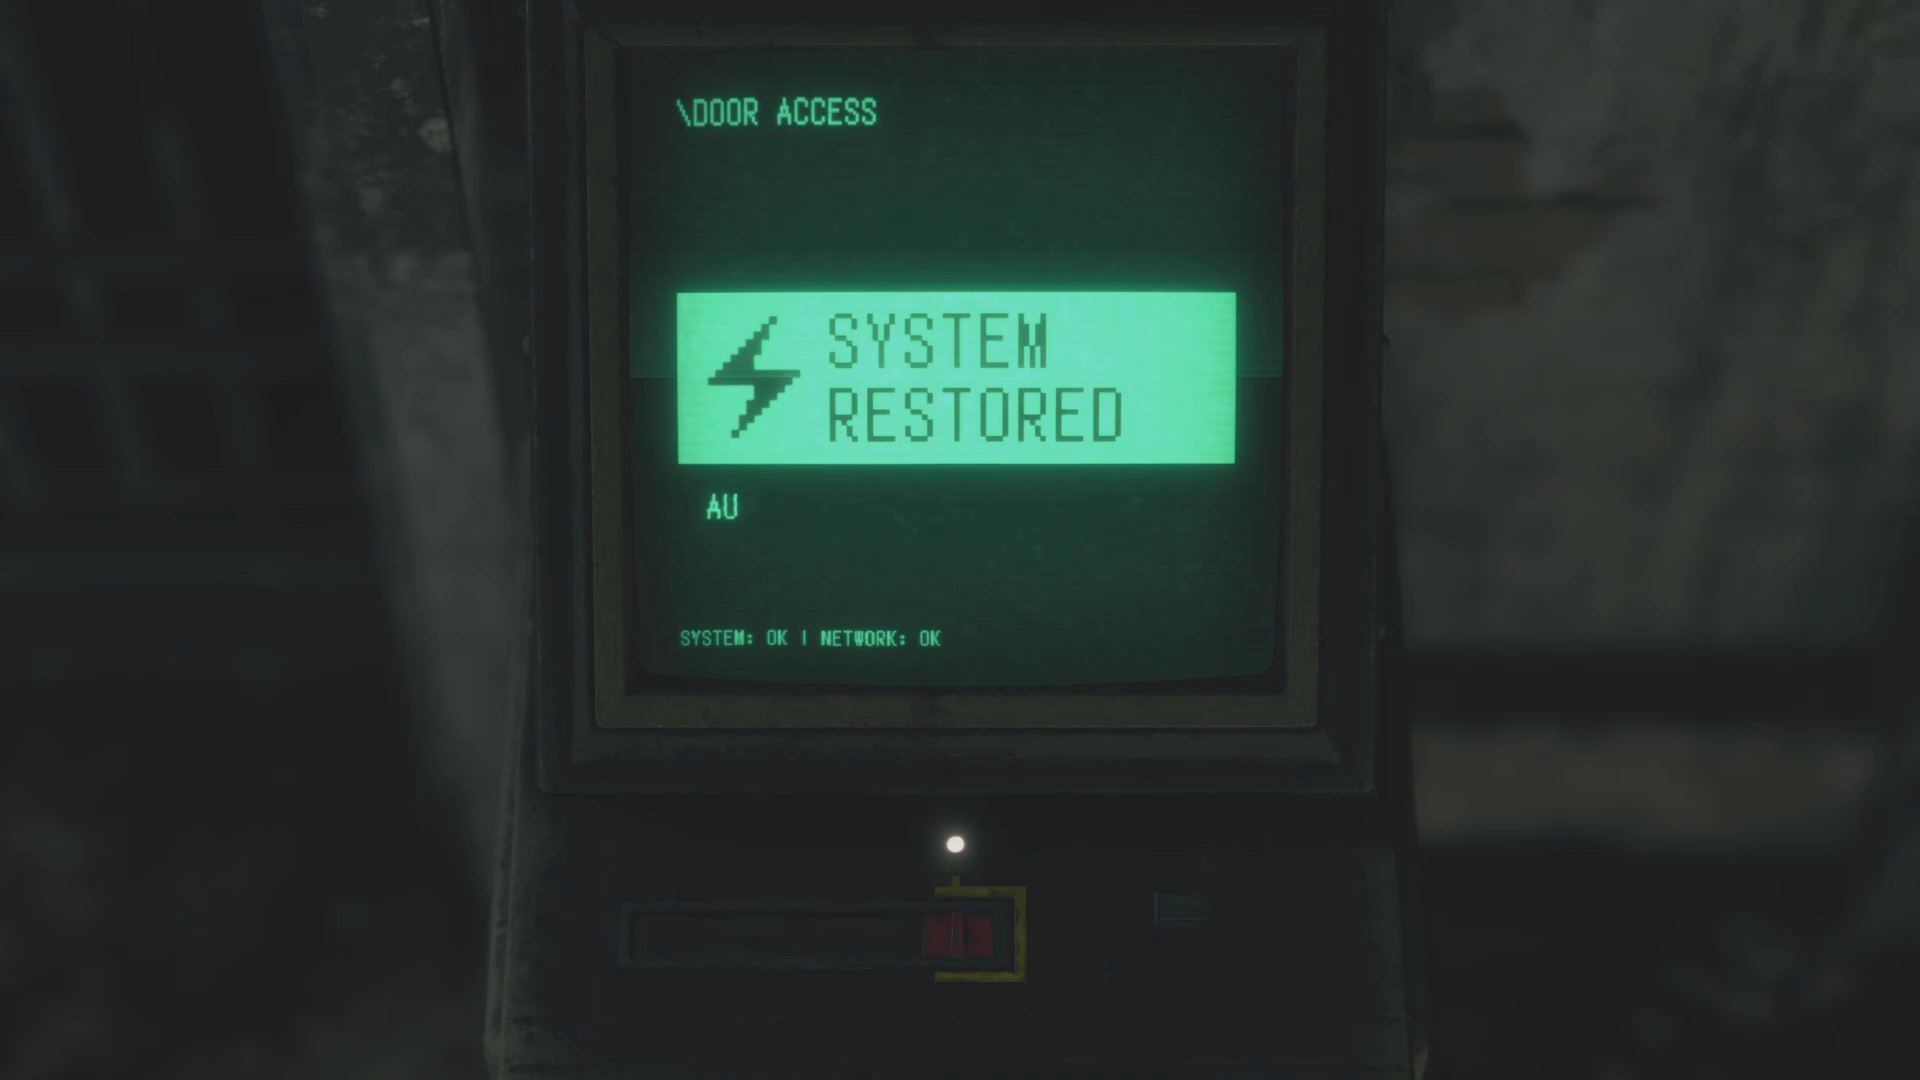 \DOOR ACCESS
SYSTEM
RESTORED
AU
SYSTEM: OK | NETWORK: OK